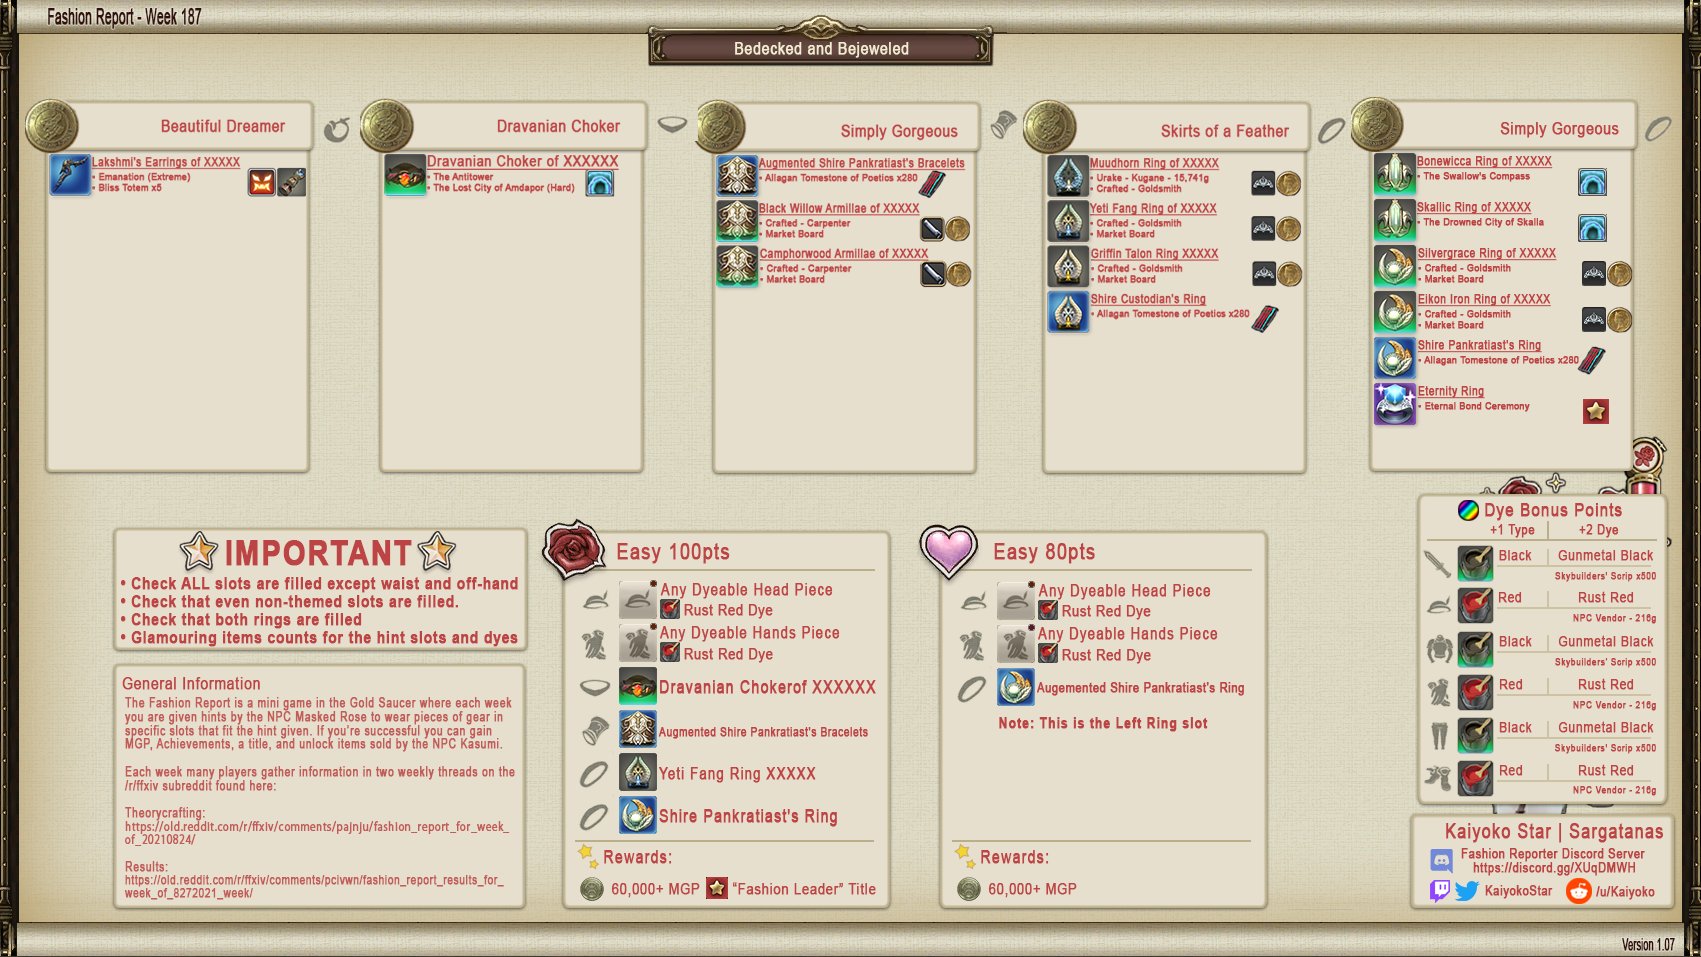 Fashion Report - Week 187
Bedecked and Bejeweled
Beautiful Dreamer
Lakshmi's Earrings of XXXXX
• Emanation (Extreme)
• Bliss Totem x5
Dravanian Choker
Dravanian Choker of XXXXXX
• The Antitower
• The Lost City of Amdapor (Hard)
Simply Gorgeous
Augmented Shire Pankratiast's Bracelets
• Allagan Tomestone of Poetics x280
Black Willow Armillae of XXXXX
• Crafted - Carpenter
• Market Board
Camphorwood Armillae of XXXXX
• Crafted - Carpenter
• Market Board
Skirts of a Feather
Muudhorn Ring of XXXXX
• Urake - Kugane - 15,741g
• Crafted - Goldsmith
Yeti Fang Ring of XXXXX
• Crafted - Goldsmith
• Market Board
Griffin Talon Ring XXXXX
• Crafted - Goldsmith
• Market Board
Shire Custodian's Ring
• Allagan Tomestone of Poetics x280
Simply Gorgeous
Bonewicca Ring of XXXXX
• The Swallow's Compass
Skallic Ring of XXXXX
• The Drowned City of Skalla
Silvergrace Ring of XXXXX
• Crafted - Goldsmith
• Market Board
Eikon Iron Ring of XXXXX
• Crafted - Goldsmith
• Market Board
Shire Pankratiast's Ring
• Allagan Tomestone of Poetics x280
Eternity Ring
• Eternal Bond Ceremony
IMPORTANT
• Check ALL slots are filled except waist and off-hand
• Check that even non-themed slots are filled.
• Check that both rings are filled
• Glamouring items counts for the hint slots and dyes
General Information
The Fashion Report is a mini game in the Gold Saucer where each week
you are given hints by the NPC Masked Rose to wear pieces of gear in
specific slots that fit the hint given. If you're successful you can gain
MGP, Achievements, a title, and unlock items sold by the NPC Kasumi.
Each week many players gather information in two weekly threads on the
/r/ffxiv subreddit found here:
Theorycrafting:
https://old.reddit.com/r/ffxiv/comments/pajnju/fashion_report_for_week_
of_20210824/
Results:
https://old.reddit.com/r/ffxiv/comments/pcivwn/fashion_report_results_for_
week_of_8272021_week/
Easy 100pts
Any Dyeable Head Piece
Rust Red Dye
Any Dyeable Hands Piece
Rust Red Dye
Dravanian Chokerof XXXXXX
Augmented Shire Pankratiast's Bracelets
Yeti Fang Ring XXXXX
Shire Pankratiast's Ring
Rewards:
60,000+ MGP "Fashion Leader" Title
Easy 80pts
Any Dyeable Head Piece
Rust Red Dye
Any Dyeable Hands Piece
Rust Red Dye
Augemented Shire Pankratiast's Ring
Note: This is the Left Ring slot
Rewards:
60,000+ MGP
Dye Bonus Points
+1 Type +2 Dye
Black Gunmetal Black
Skybuilders' Scrip x500
Red Rust Red
NPC Vendor - 216g
Black Gunmetal Black
Skybuilders' Scrip x500
Red Rust Red
NPC Vendor - 216g
Black Gunmetal Black
Skybuilders' Scrip x500
Red Rust Red
NPC Vendor - 216g
Kaiyoko Star | Sargatanas
Fashion Reporter Discord Server
https://discord.gg/XUqDMWH
KaiyokoStar /u/Kaiyoko
Version 1.07